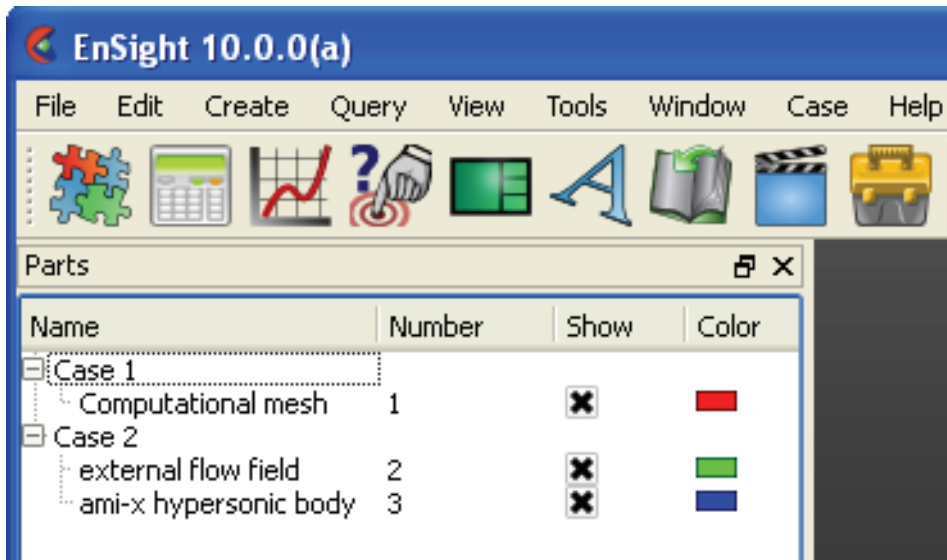 EnSight 10.0.0(a)
File Edit Create Query View Tools Window Case Help
Parts
Name Number Show Color
Case 1
Computational mesh 1
Case 2
external flow field 2
ami-x hypersonic body 3